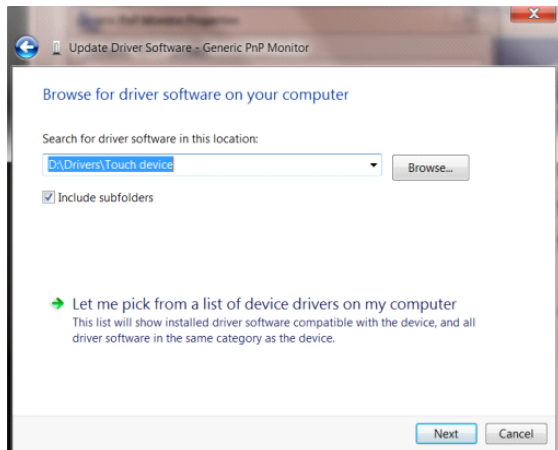 Update Driver Software - Generic PnP Monitor
Browse for driver software on your computer
Search for driver software in this location:
D:\Drivers\Touch device
Browse...
Include subfolders
Let me pick from a list of device drivers on my computer
This list will show installed driver software compatible with the device, and all
driver software in the same category as the device.
Next
Cancel